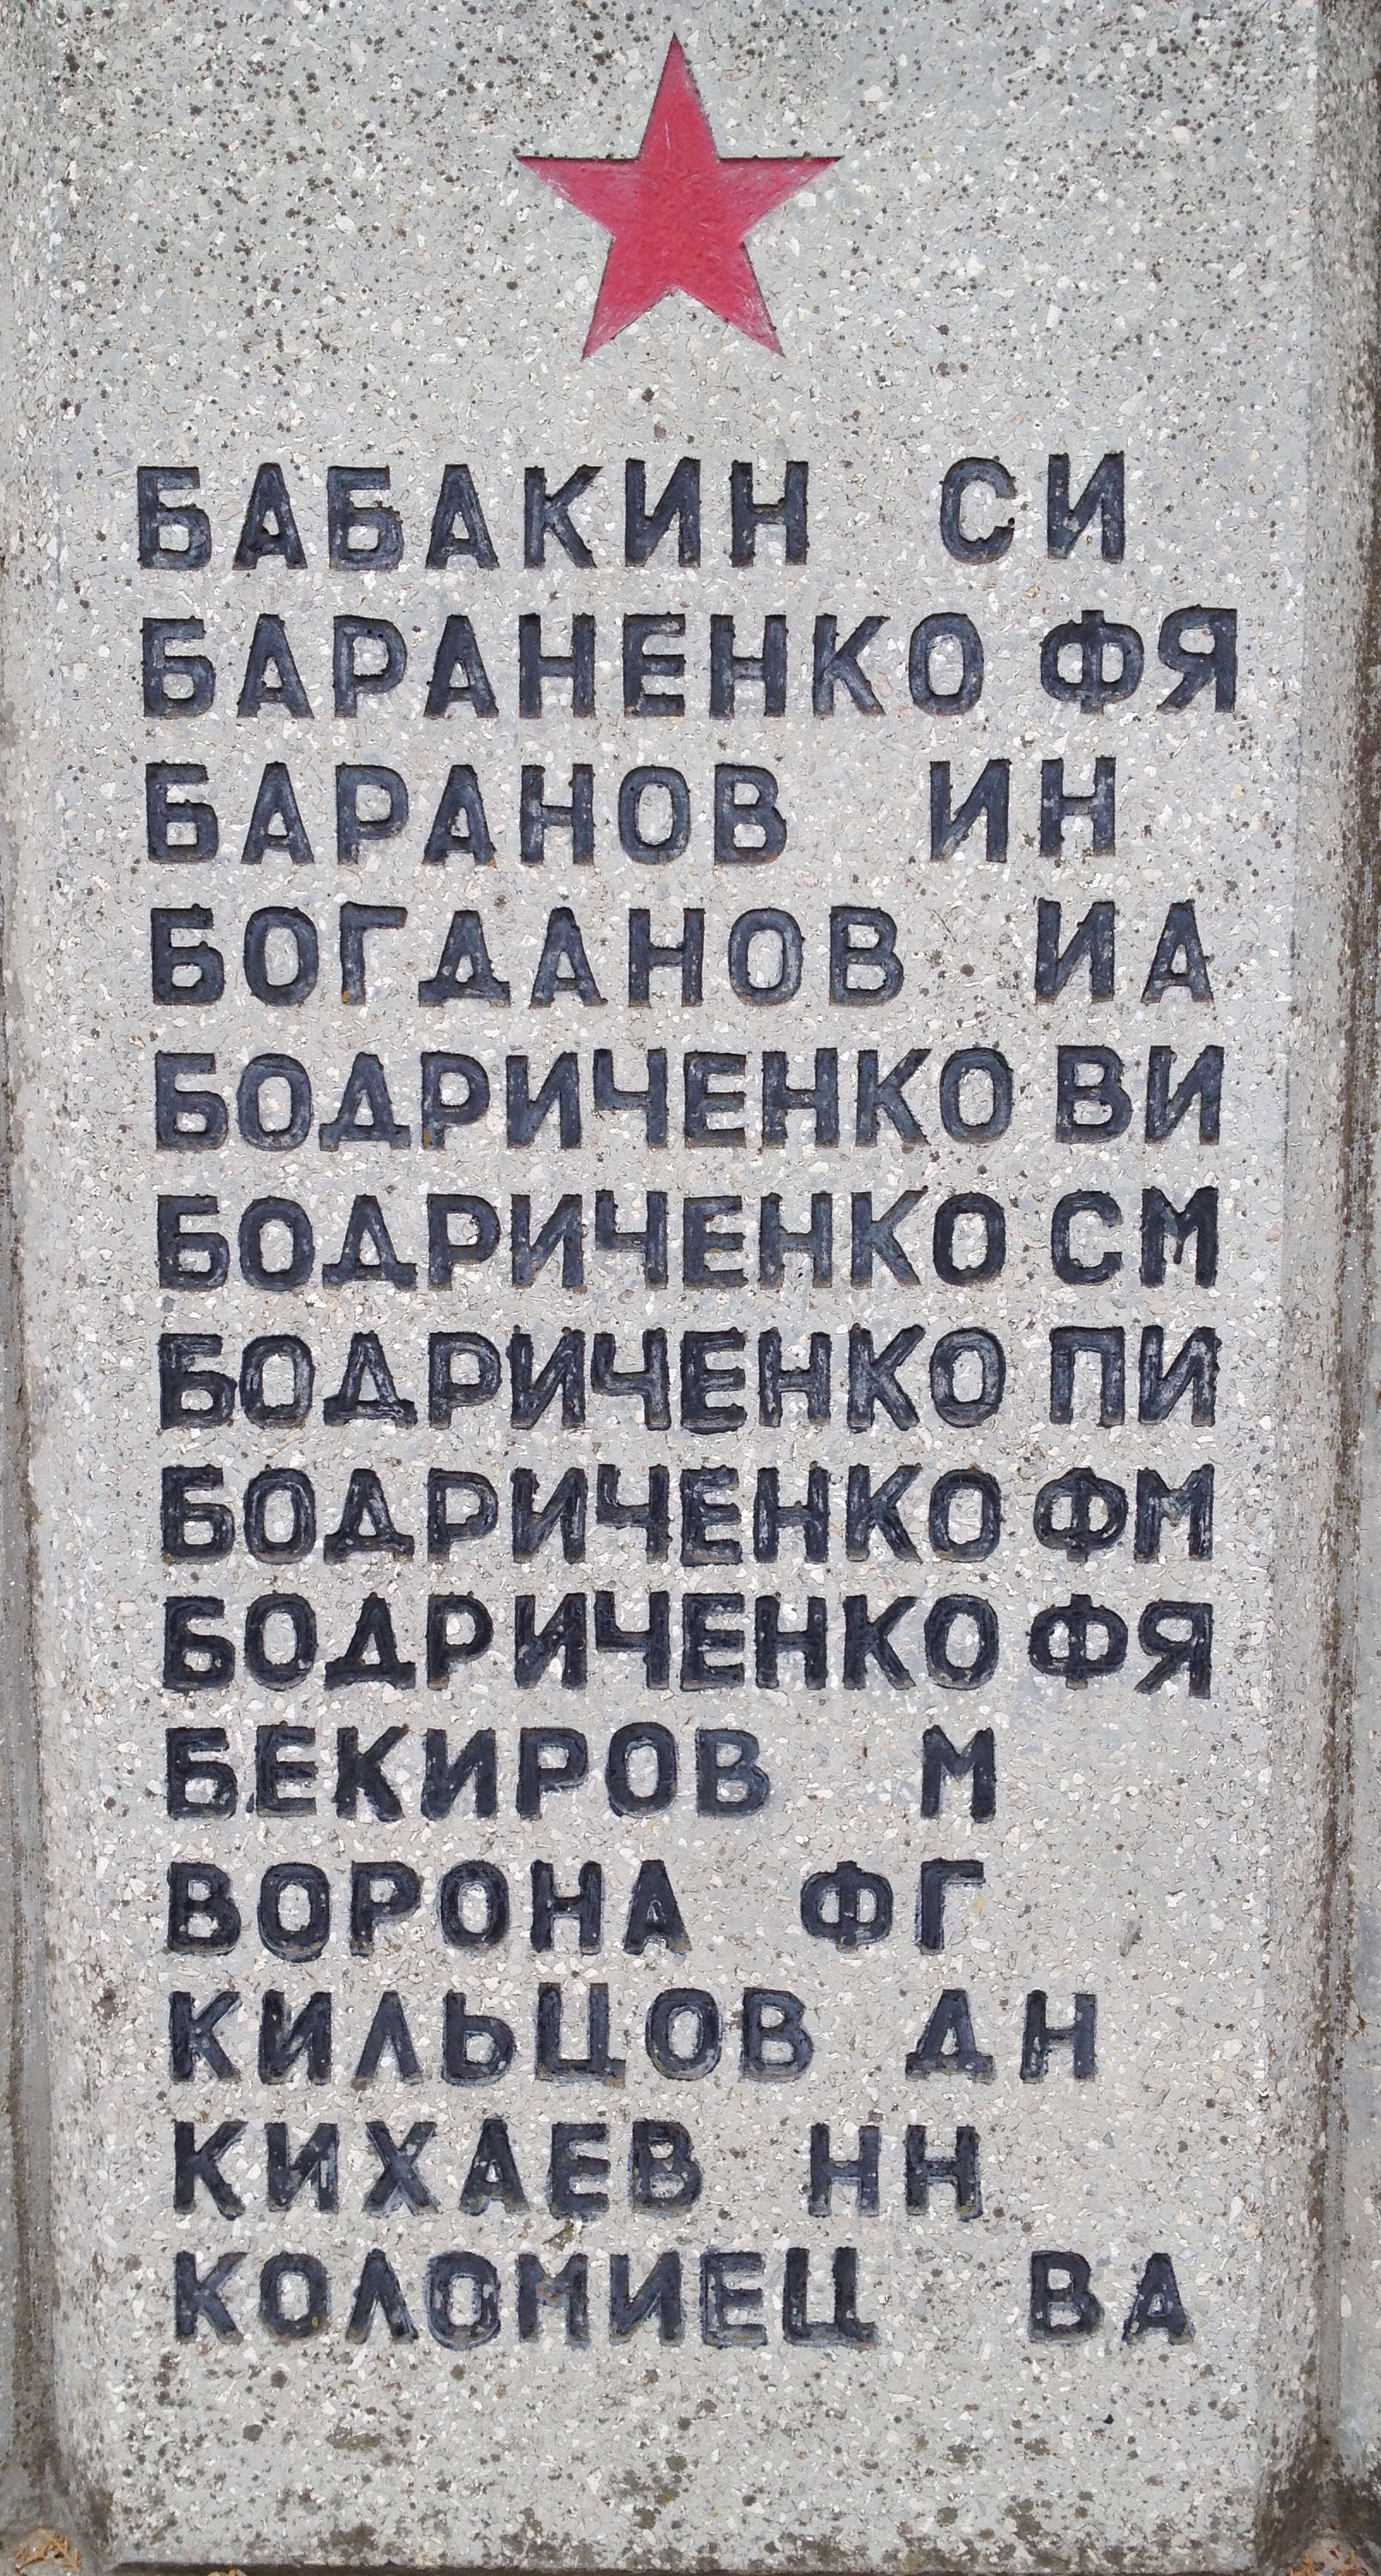 БАБАКИН СИ
БАРАНЕНКО ФЯ
БАРАНОВ ИН
БОГДАНОВ ИА
БОДРИЧЕНКО ВИ
БОДРИЧЕНКО СМ
БОДРИЧЕНКО ПИ
БОДРИЧЕНКО ФМ
БОДРИЧЕНКО ФЯ
БЕКИРОВ М
ВОРОНА ФГ
КИЛЬЦОВ ДН
КИХАЕВ НН
КОЛОМИЕЦ ВА